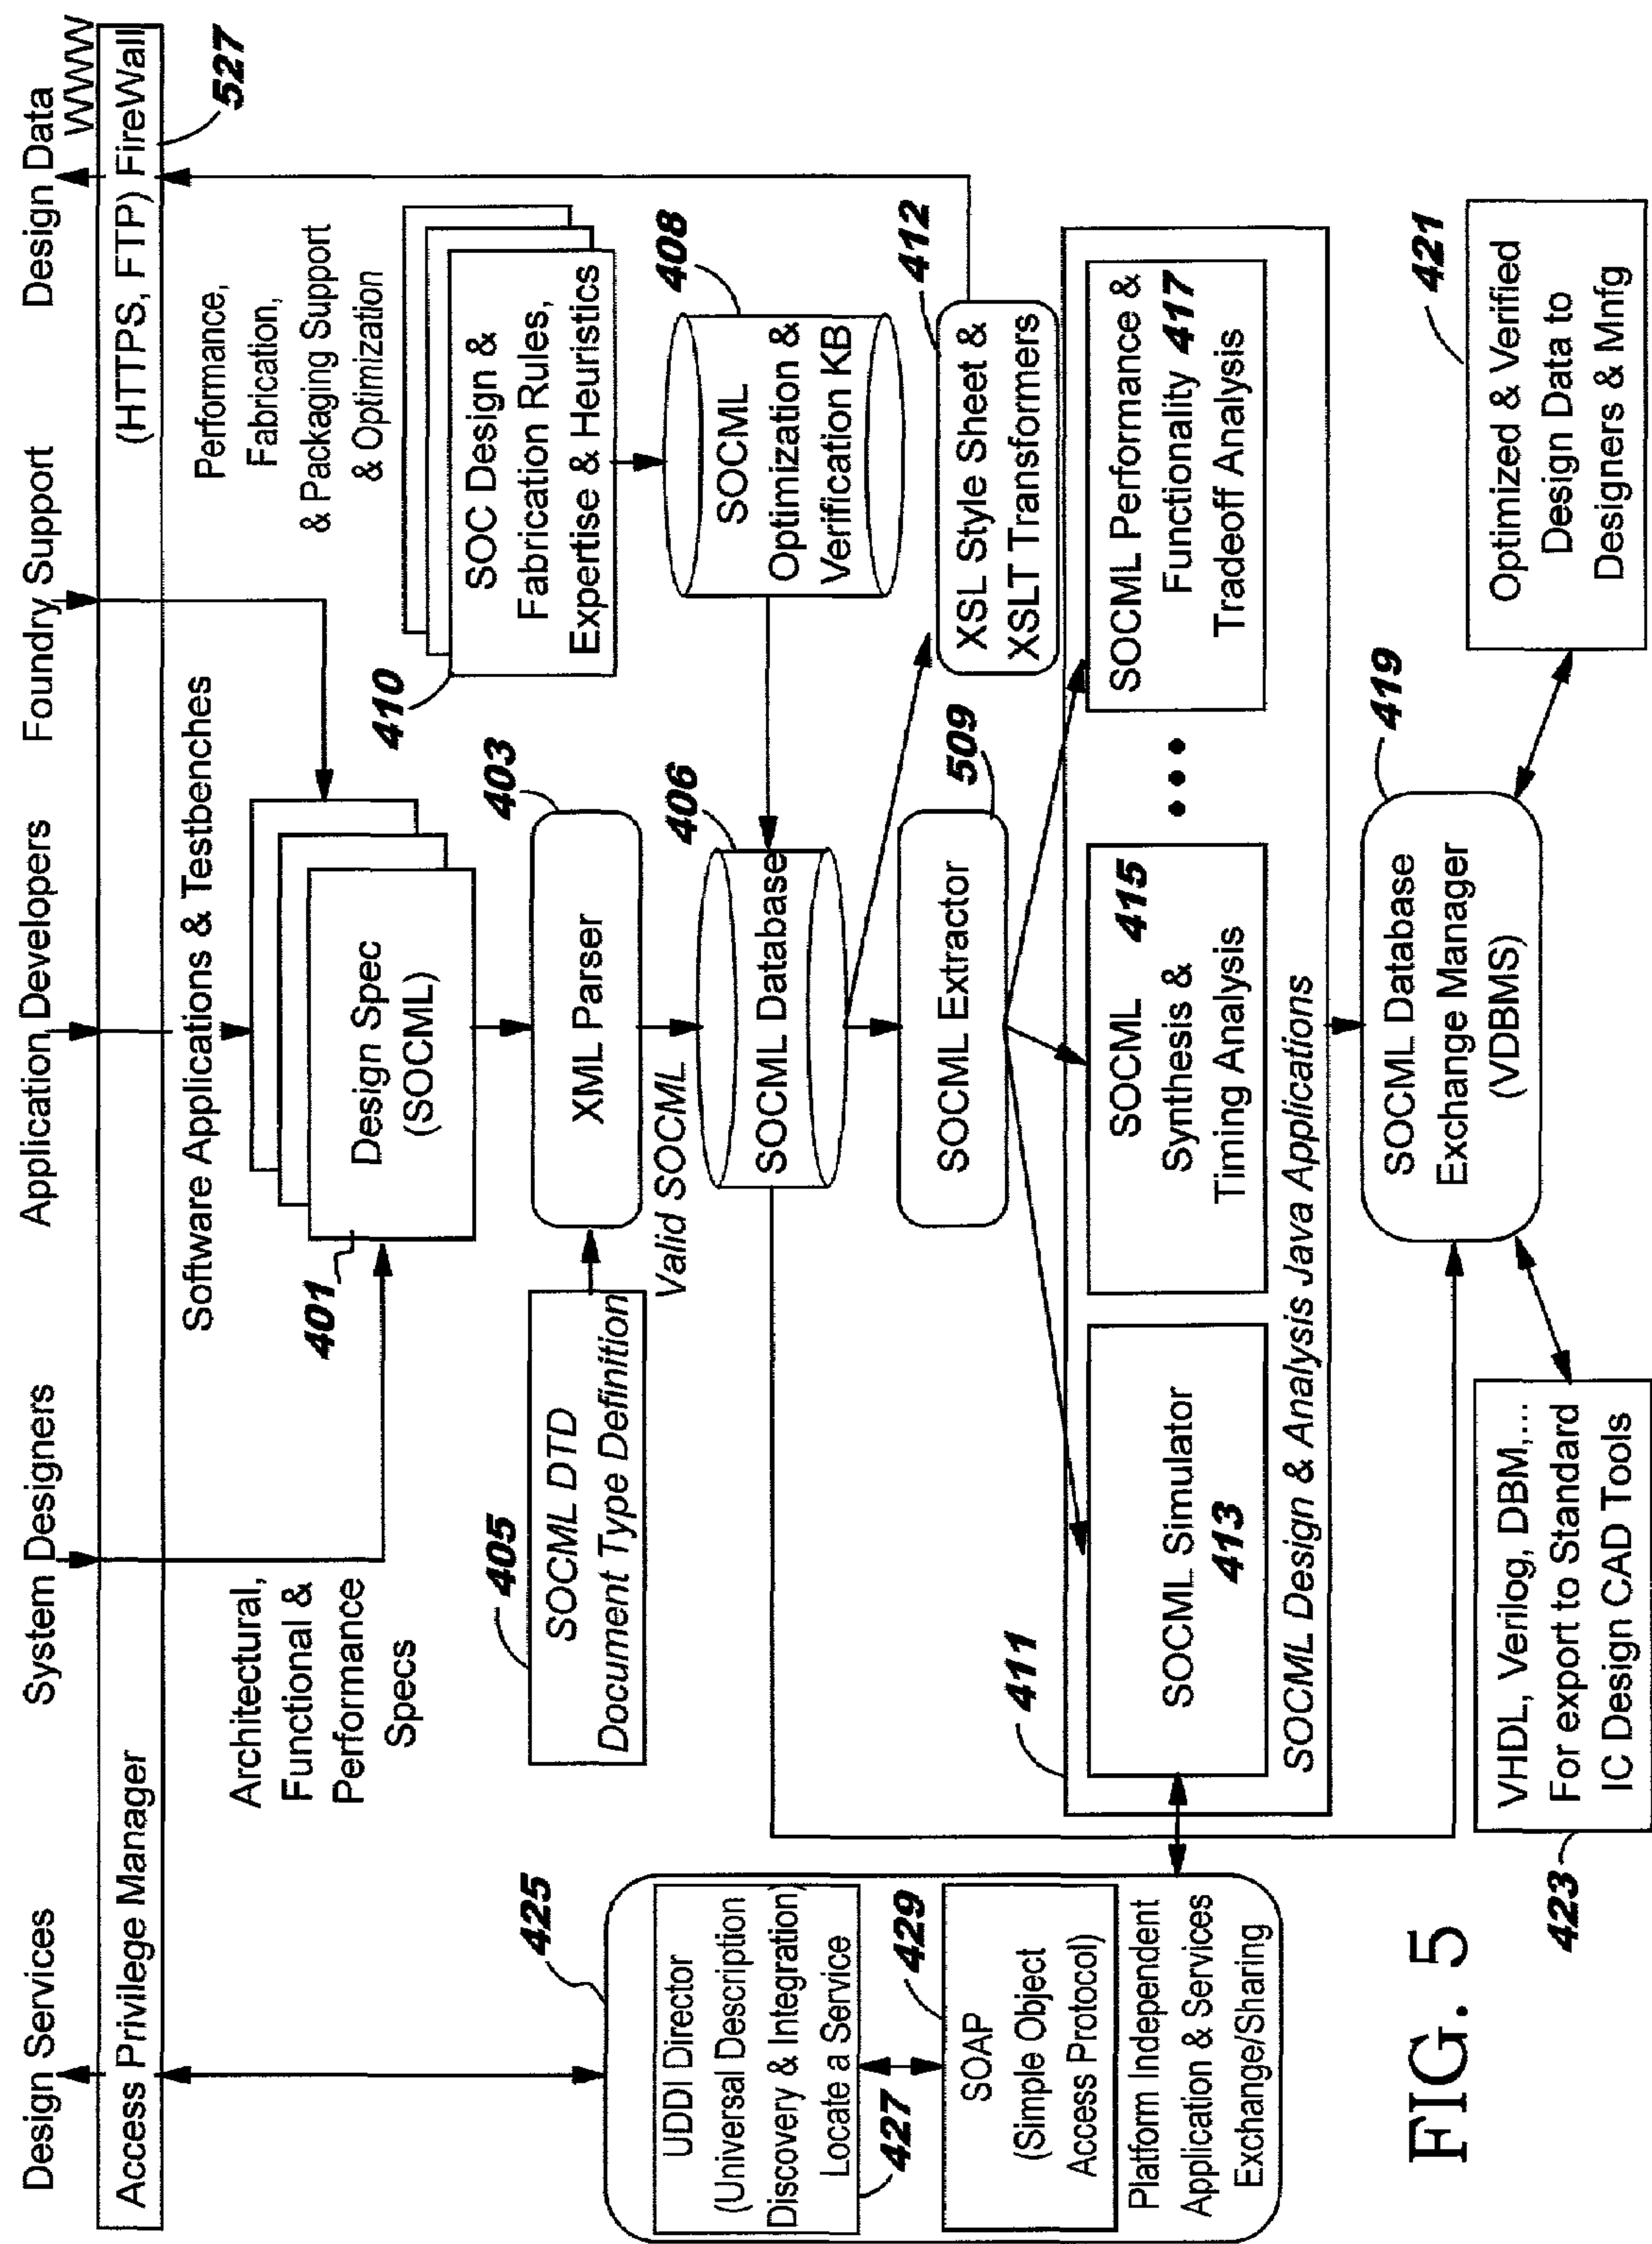 Design Services
System Designers
Application Developers
Foundry Support
Design Data
WWW
Access Privilege Manager
(HTTPS, FTP) FireWall
527
Architectural,
Functional &
Performance
Specs
Software Applications & Testbenches
Performance,
Fabrication,
& Packaging Support
& Optimization
401
Design Spec
(SOCML)
410
SOC Design &
Fabrication Rules,
Expertise & Heuristics
405
SOCML DTD
Document Type Definition
403
XML Parser
Valid SOCML
406
SOCML Database
408
SOCML
Optimization &
Verification KB
425
UDDI Director
(Universal Description
Discovery & Integration)
Locate a Service
427
429
SOAP
(Simple Object
Access Protocol)
Platform Independent
Application & Services
Exchange/Sharing
509
SOCML Extractor
412
XSL Style Sheet &
XSLT Transformers
411
SOCML Simulator
413
SOCML 415
Synthesis &
Timing Analysis
SOCML Performance &
Functionality 417
Tradeoff Analysis
SOCML Design & Analysis Java Applications
419
SOCML Database
Exchange Manager
(VDBMS)
421
Optimized & Verified
Design Data to
Designers & Mnfg
423
VHDL, Verilog, DBM,...
For export to Standard
IC Design CAD Tools
FIG. 5